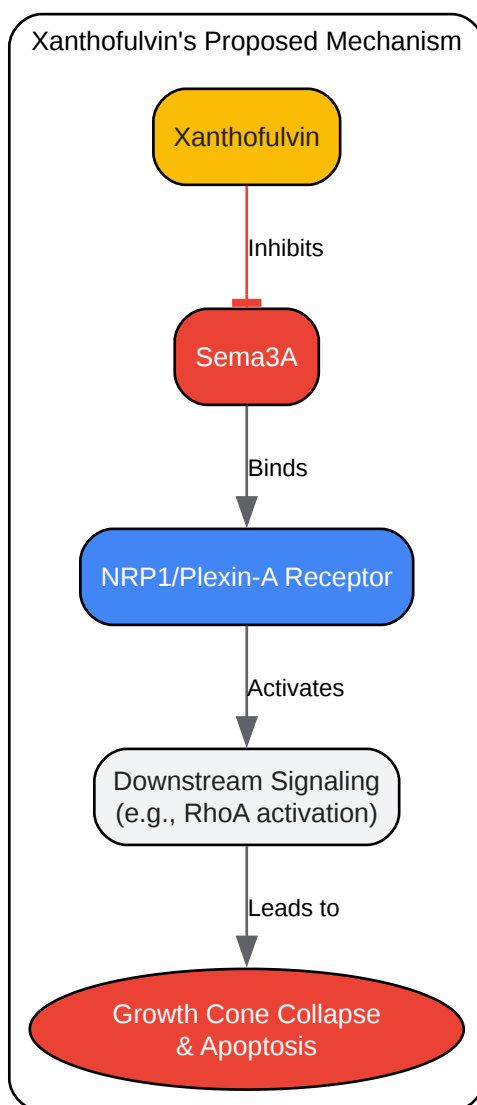 Xanthofulvin's Proposed Mechanism
Xanthofulvin
Inhibits
Sema3A
Binds
NRP1/Plexin-A Receptor
Activates
Downstream Signaling
(e.g., RhoA activation)
Leads to
Growth Cone Collapse
& Apoptosis